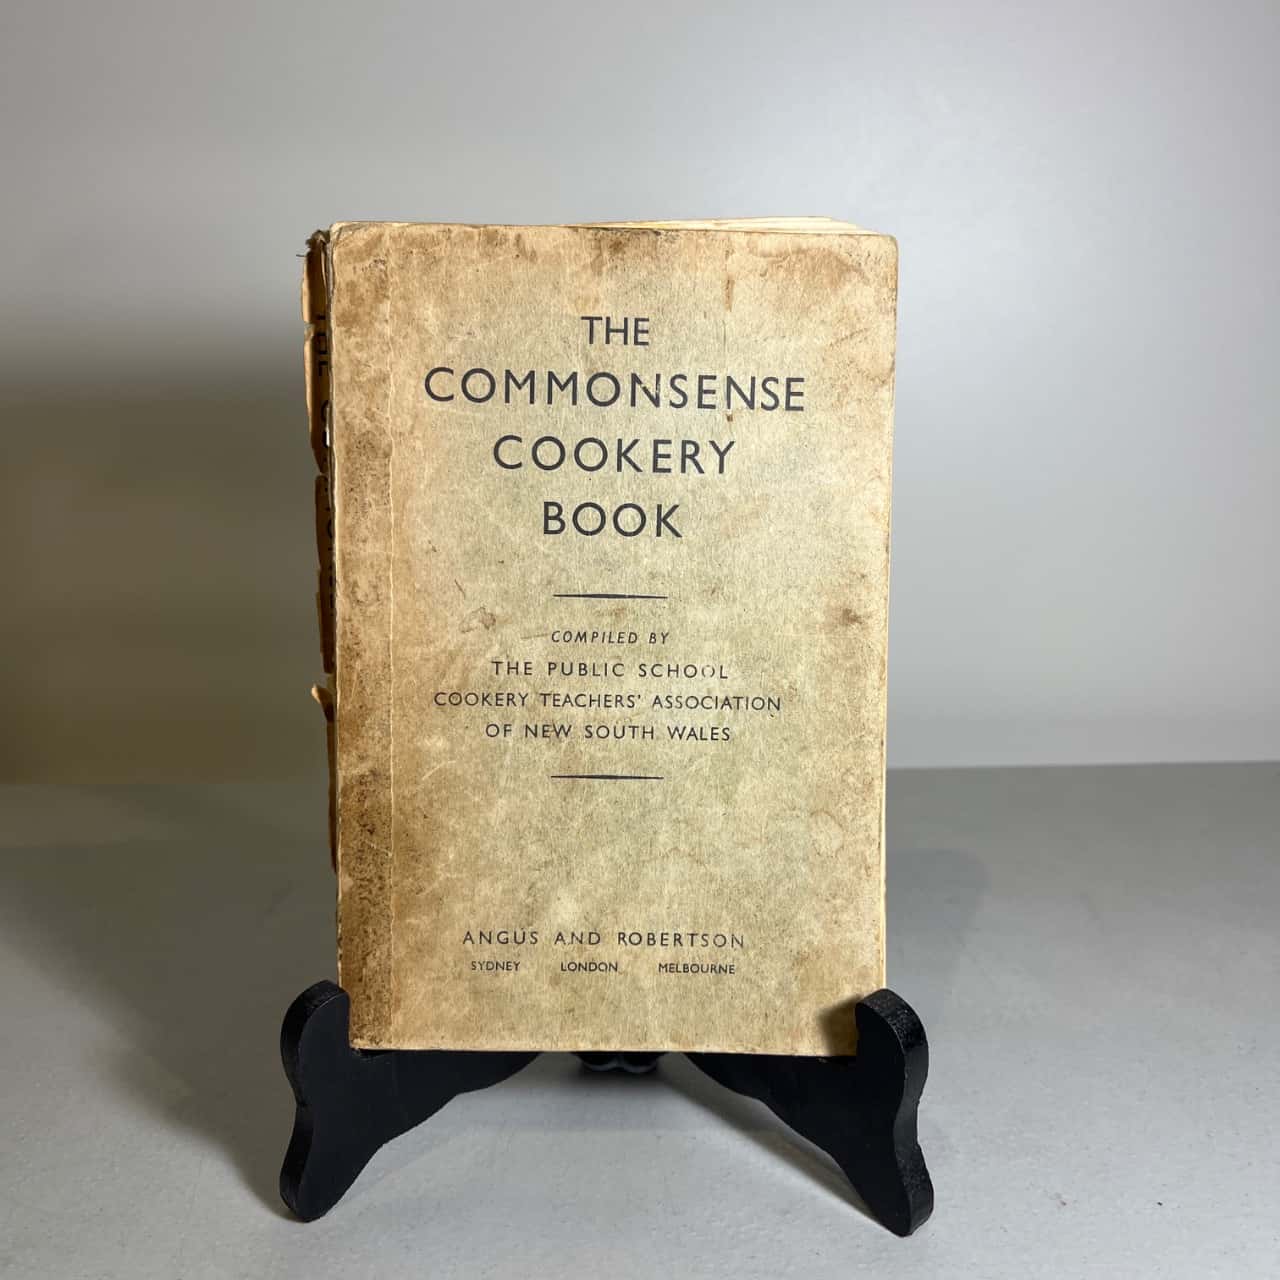 THE
COMMONSENSE
COOKERY
BOOK
COMPILED BY
THE PUBLIC SCHOOL
COOKERY TEACHERS' ASSOCIATION
OF NEW SOUTH WALES
ANGUS AND ROBERTSON
SYDNEY LONDON MELBOURNE